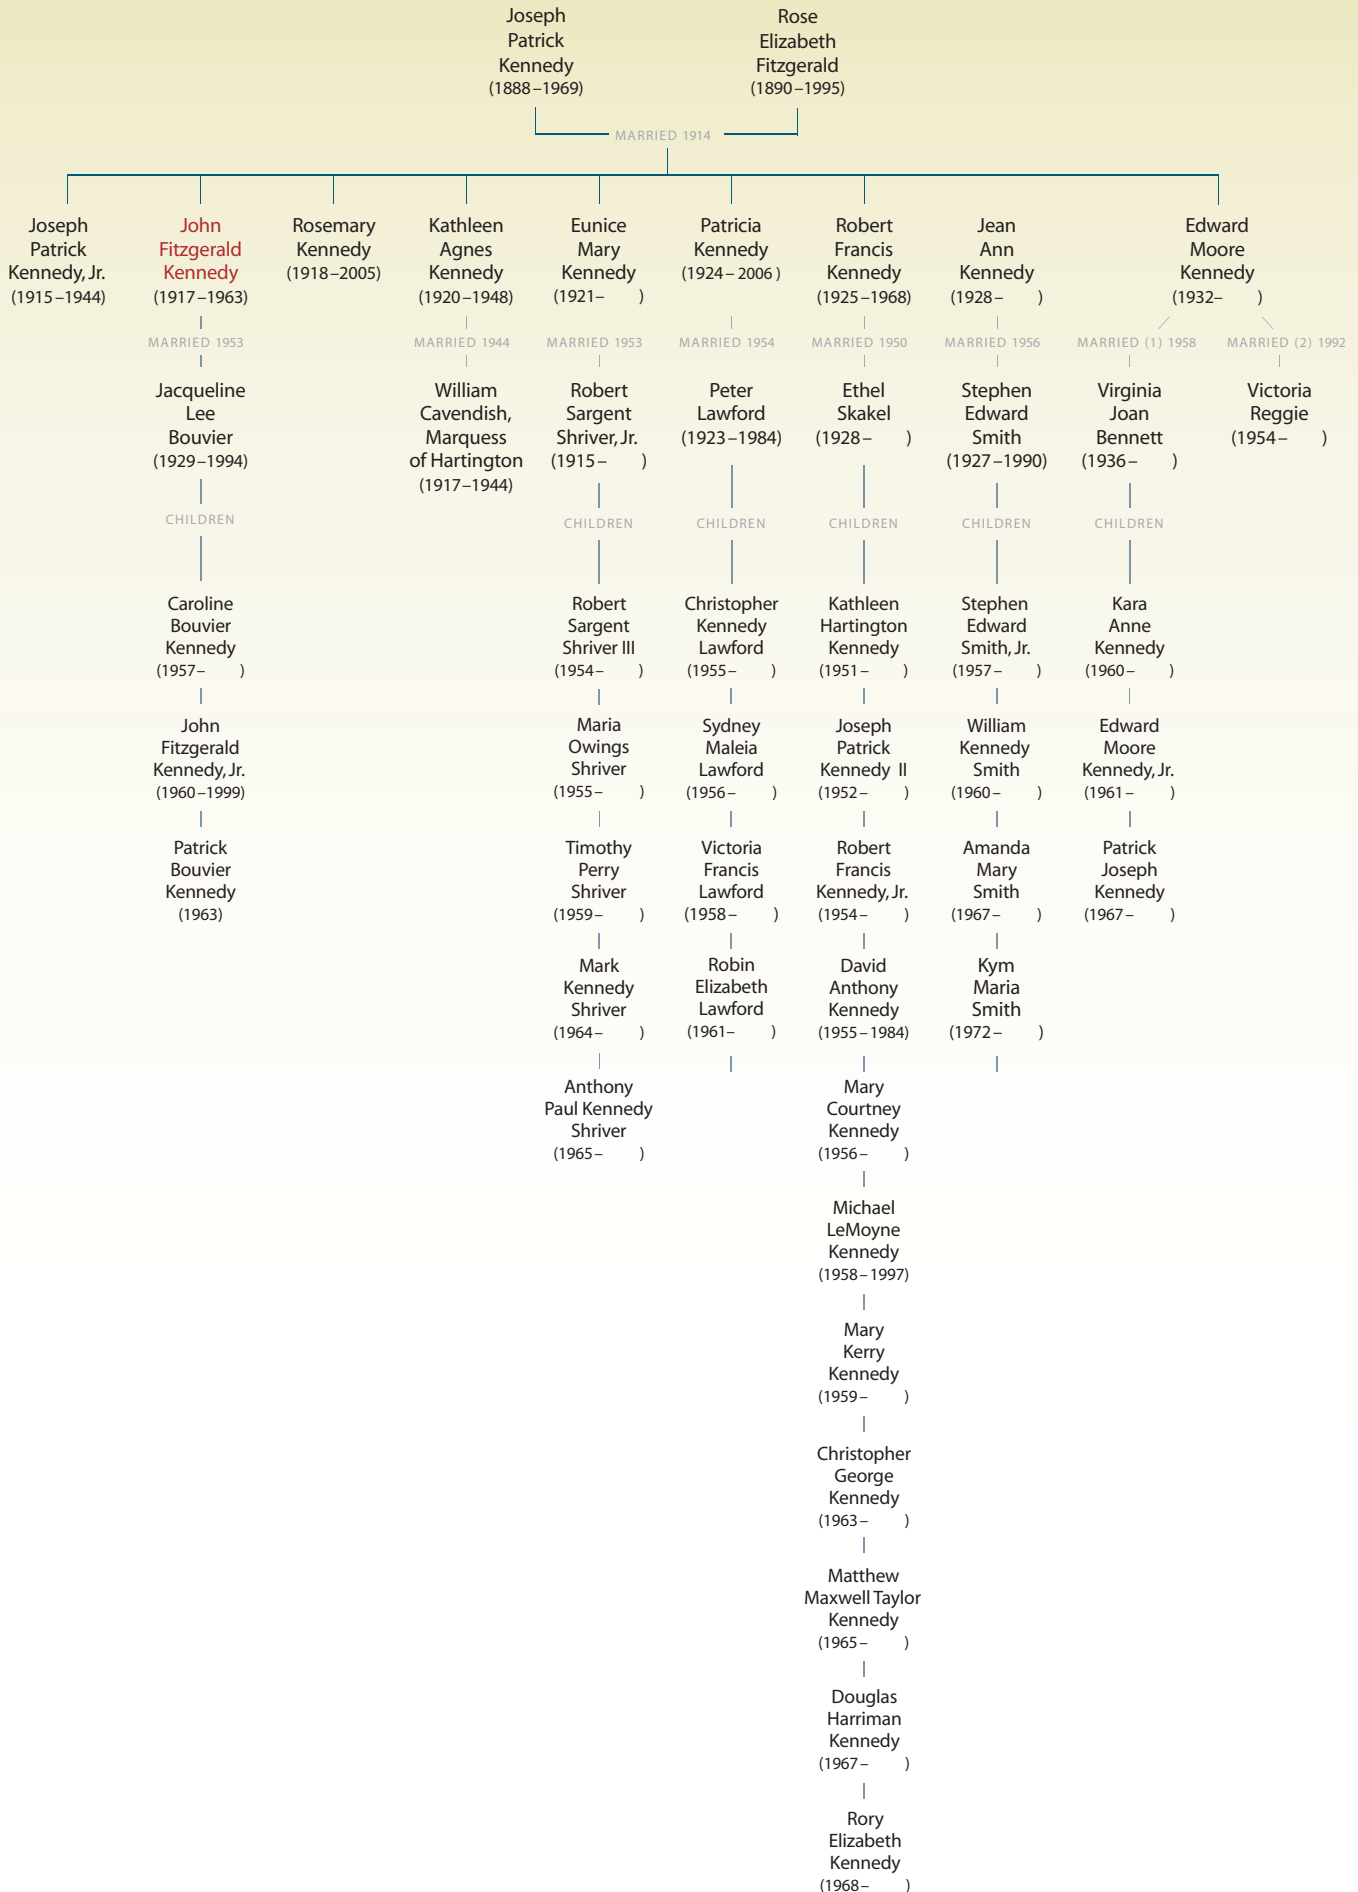 Joseph
Patrick
Kennedy
(1888–1969)
Rose
Elizabeth
Fitzgerald
(1890–1995)
MARRIED 1914
Joseph
Patrick
Kennedy, Jr.
(1915–1944)
John
Fitzgerald
Kennedy
(1917–1963)
MARRIED 1953
Jacqueline
Lee
Bouvier
(1929–1994)
CHILDREN
Caroline
Bouvier
Kennedy
(1957– )
John
Fitzgerald
Kennedy, Jr.
(1960–1999)
Patrick
Bouvier
Kennedy
(1963)
Rosemary
Kennedy
(1918–2005)
Kathleen
Agnes
Kennedy
(1920–1948)
MARRIED 1944
William
Cavendish,
Marquess
of Hartington
(1917–1944)
Eunice
Mary
Kennedy
(1921– )
MARRIED 1953
Robert
Sargent
Shriver, Jr.
(1915– )
CHILDREN
Robert
Sargent
Shriver III
(1954– )
Maria
Owings
Shriver
(1955– )
Timothy
Perry
Shriver
(1959– )
Mark
Kennedy
Shriver
(1964– )
Anthony
Paul Kennedy
Shriver
(1965– )
Patricia
Kennedy
(1924–2006 )
MARRIED 1954
Peter
Lawford
(1923–1984)
CHILDREN
Christopher
Kennedy
Lawford
(1955– )
Sydney
Maleia
Lawford
(1956– )
Victoria
Francis
Lawford
(1958– )
Robin
Elizabeth
Lawford
(1961– )
Robert
Francis
Kennedy
(1925–1968)
MARRIED 1950
Ethel
Skakel
(1928– )
CHILDREN
Kathleen
Hartington
Kennedy
(1951– )
Joseph
Patrick
Kennedy II
(1952– )
Robert
Francis
Kennedy, Jr.
(1954– )
David
Anthony
Kennedy
(1955–1984)
Mary
Courtney
Kennedy
(1956– )
Michael
LeMoyne
Kennedy
(1958–1997)
Mary
Kerry
Kennedy
(1959– )
Christopher
George
Kennedy
(1963– )
Matthew
Maxwell Taylor
Kennedy
(1965– )
Douglas
Harriman
Kennedy
(1967– )
Rory
Elizabeth
Kennedy
(1968– )
Jean
Ann
Kennedy
(1928– )
MARRIED 1956
Stephen
Edward
Smith
(1927–1990)
CHILDREN
Stephen
Edward
Smith, Jr.
(1957– )
William
Kennedy
Smith
(1960– )
Amanda
Mary
Smith
(1967– )
Kym
Maria
Smith
(1972– )
Edward
Moore
Kennedy
(1932– )
MARRIED (1) 1958
Virginia
Joan
Bennett
(1936– )
CHILDREN
Kara
Anne
Kennedy
(1960– )
Edward
Moore
Kennedy, Jr.
(1961– )
Patrick
Joseph
Kennedy
(1967– )
MARRIED (2) 1992
Victoria
Reggie
(1954– )